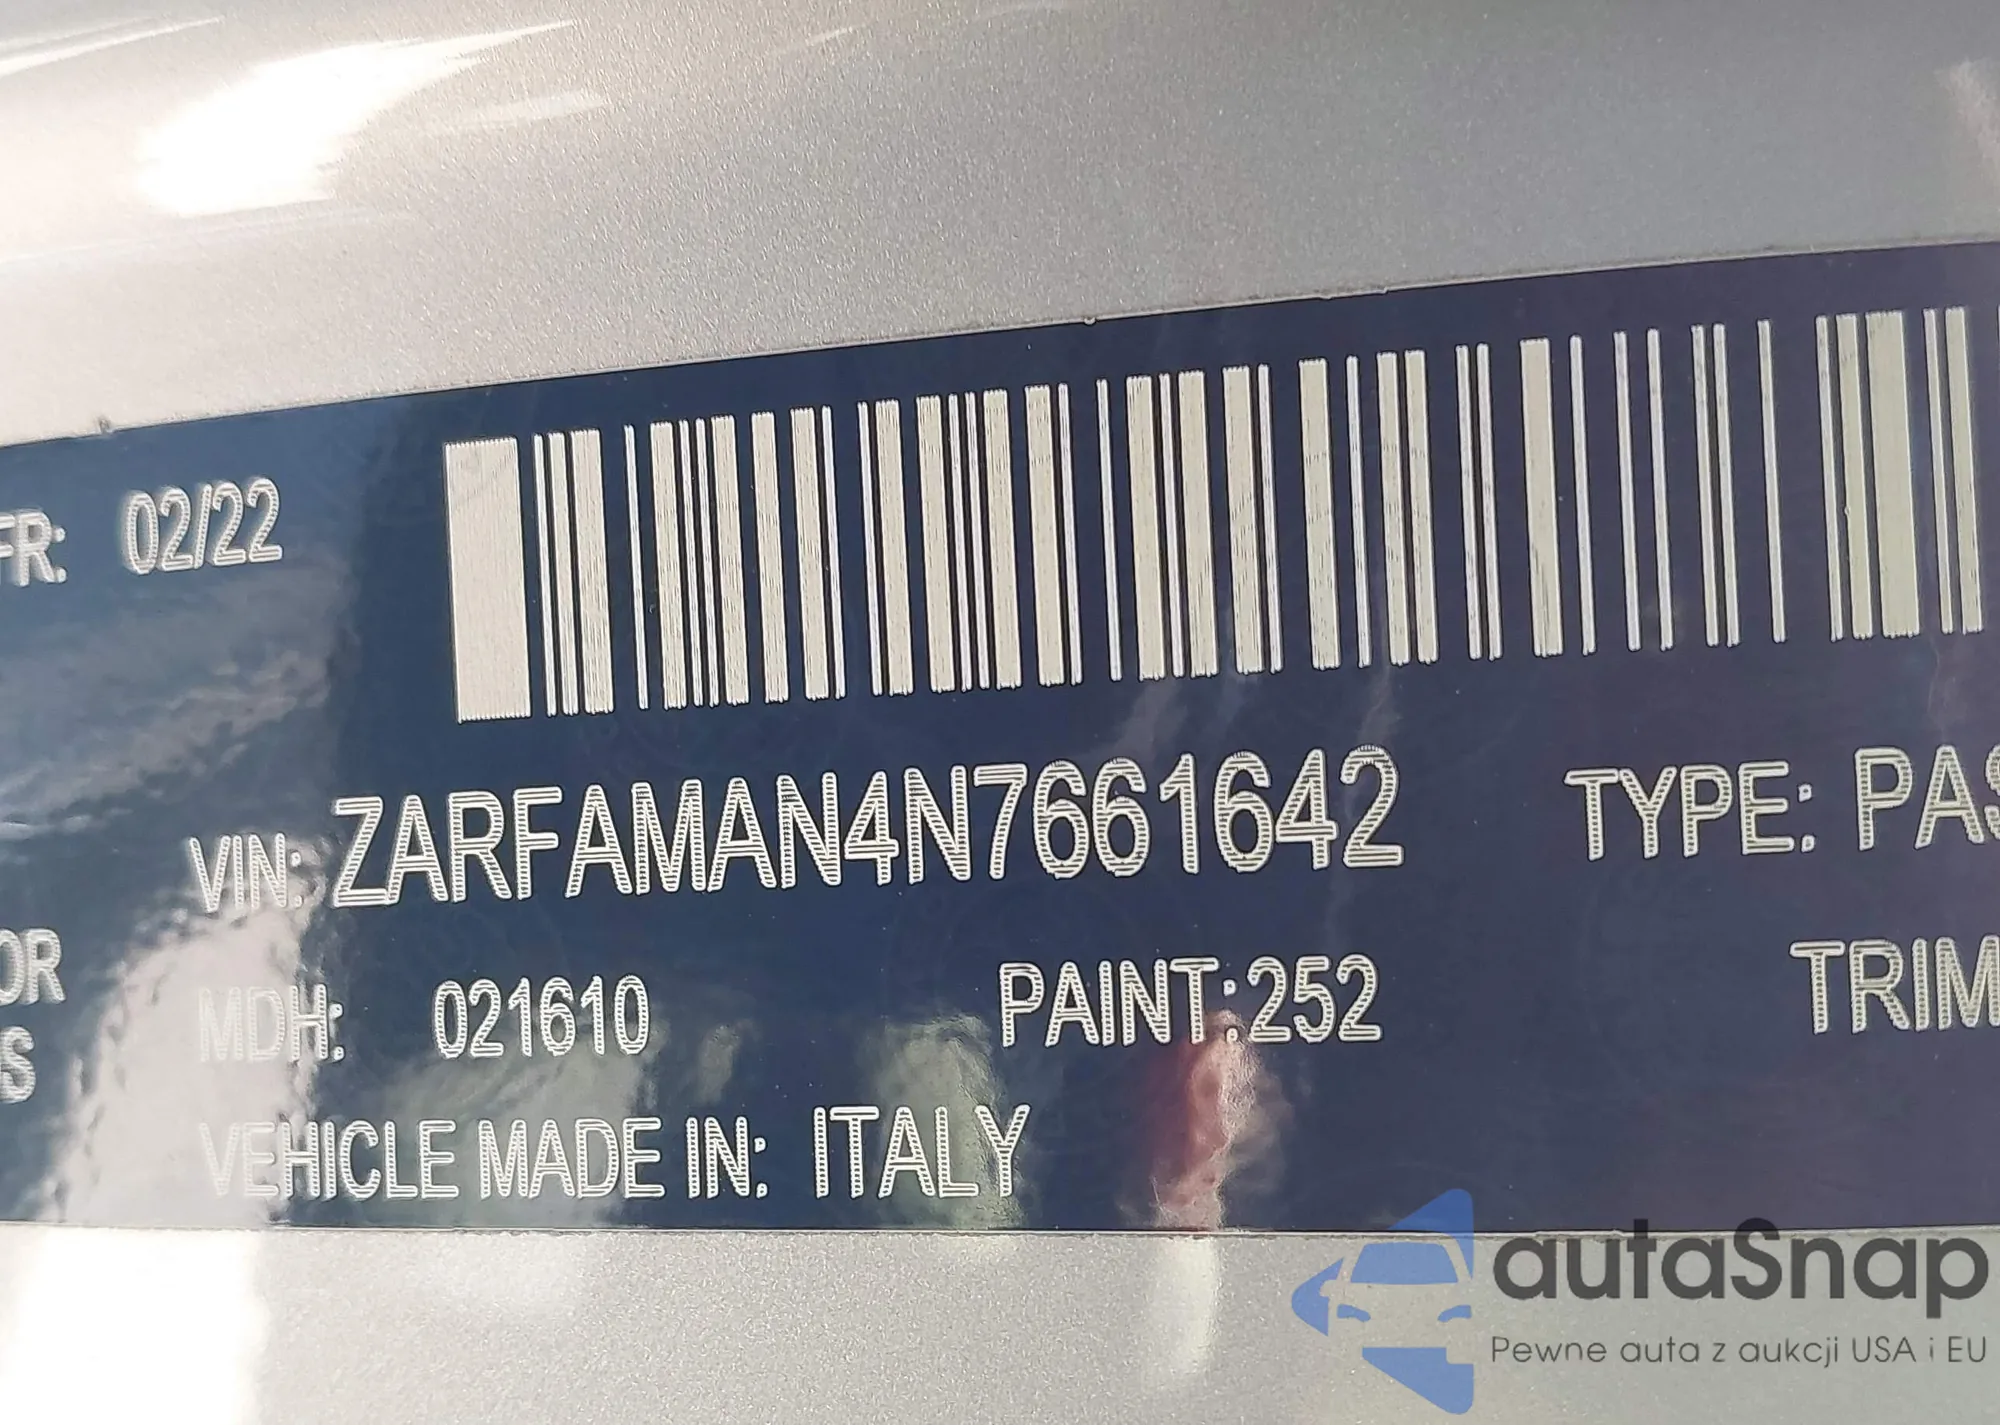 FR: 02/22
VIN: ZARFAMAN4N7661642 TYPE: PAS
OR MDH: 021610 PAINT:252 TRIM
S VEHICLE MADE IN: ITALY
autaSnap
Pewne auta z aukcji USA i EU